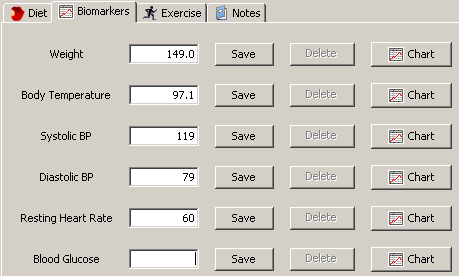 Diet Biomarkers Exercise Notes
Weight 149.0 Save Delete Chart
Body Temperature 97.1 Save Delete Chart
Systolic BP 119 Save Delete Chart
Diastolic BP 79 Save Delete Chart
Resting Heart Rate 60 Save Delete Chart
Blood Glucose Save Delete Chart